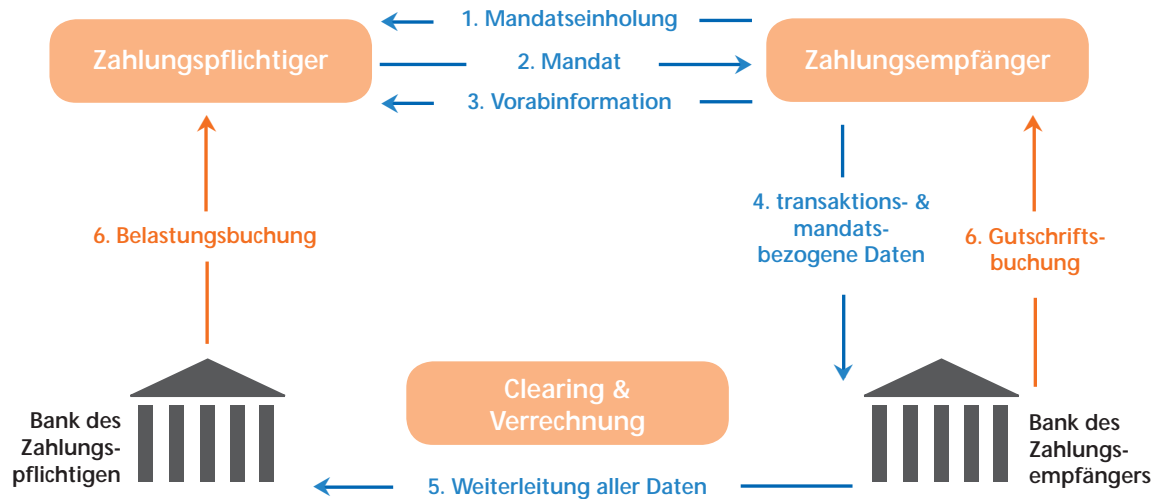 1. Mandatseinholung
Zahlungspflichtiger
2. Mandat
Zahlungsempfänger
3. Vorabinformation
4. transaktions- &
mandats-
bezogene Daten
6. Belastungsbuchung
6. Gutschrifts-
buchung
Clearing &
Verrechnung
Bank des
Zahlungs-
pflichtigen
Bank des
Zahlungs-
empfängers
5. Weiterleitung aller Daten